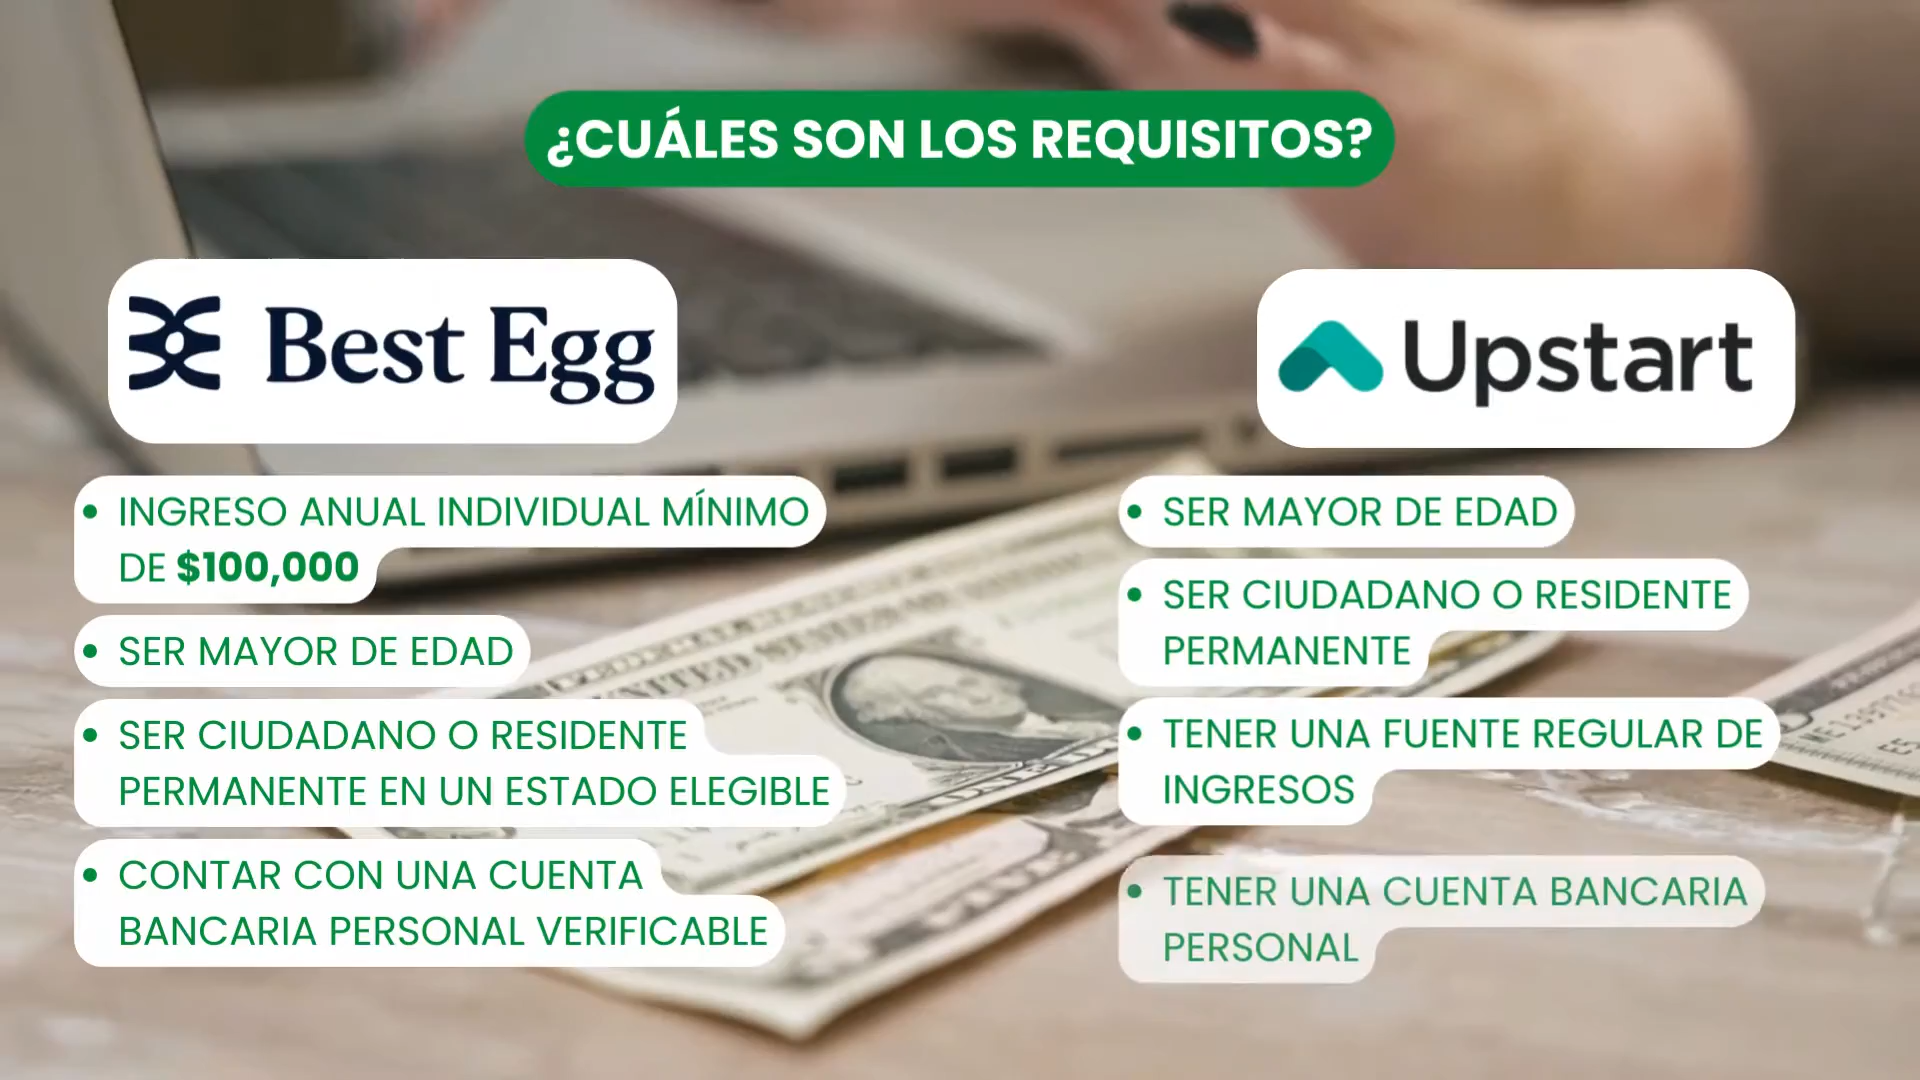 ¿CUÁLES SON LOS REQUISITOS?
Best Egg
• INGRESO ANUAL INDIVIDUAL MÍNIMO
DE $100,000
• SER MAYOR DE EDAD
• SER CIUDADANO O RESIDENTE
PERMANENTE EN UN ESTADO ELEGIBLE
• CONTAR CON UNA CUENTA
BANCARIA PERSONAL VERIFICABLE
Upstart
• SER MAYOR DE EDAD
• SER CIUDADANO O RESIDENTE
PERMANENTE
• TENER UNA FUENTE REGULAR DE
INGRESOS
• TENER UNA CUENTA BANCARIA
PERSONAL